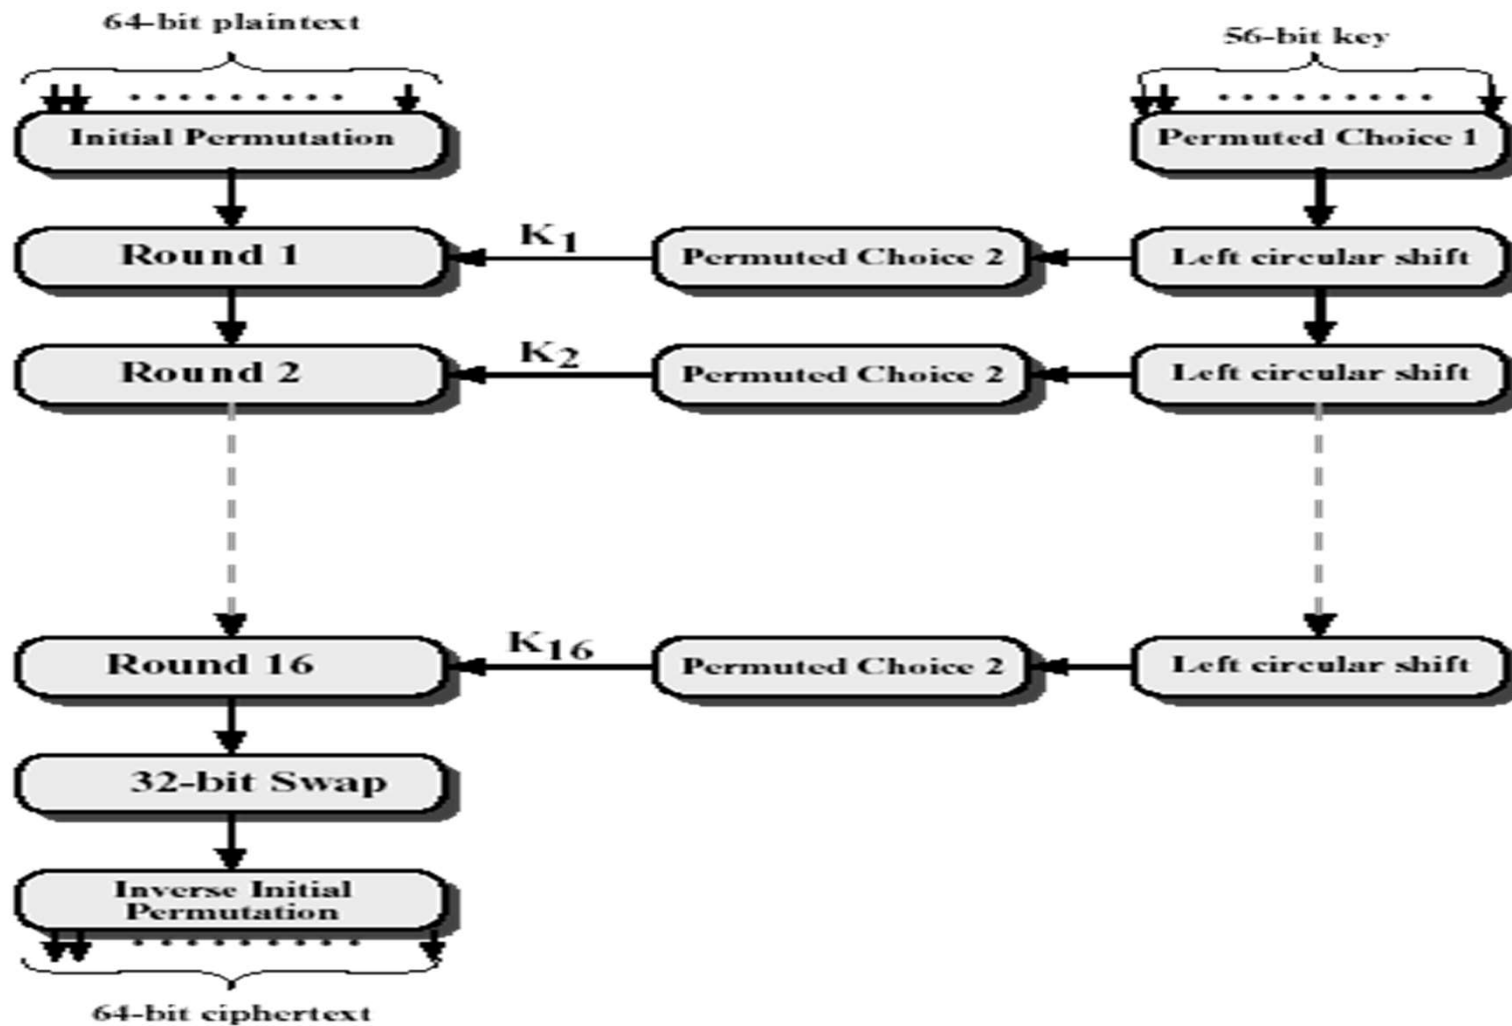 64-bit plaintext
56-bit key
Initial Permutation
Permuted Choice 1
Round 1
K1
Permuted Choice 2
Left circular shift
Round 2
K2
Permuted Choice 2
Left circular shift
Round 16
K16
Permuted Choice 2
Left circular shift
32-bit Swap
Inverse Initial
Permutation
64-bit ciphertext